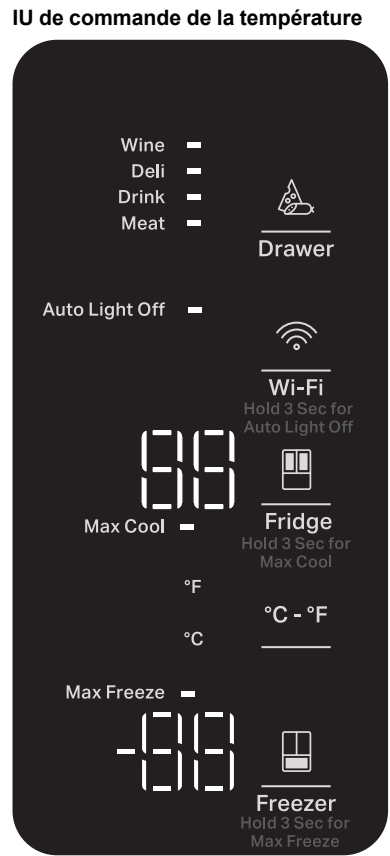 IU de commande de la température
Wine
Deli
Drink
Meat
Drawer
Auto Light Off
Wi-Fi
Hold 3 Sec for
Auto Light Off
88
Max Cool
Fridge
Hold 3 Sec for
Max Cool
°F
°C - °F
°C
Max Freeze
-88
Freezer
Hold 3 Sec for
Max Freeze